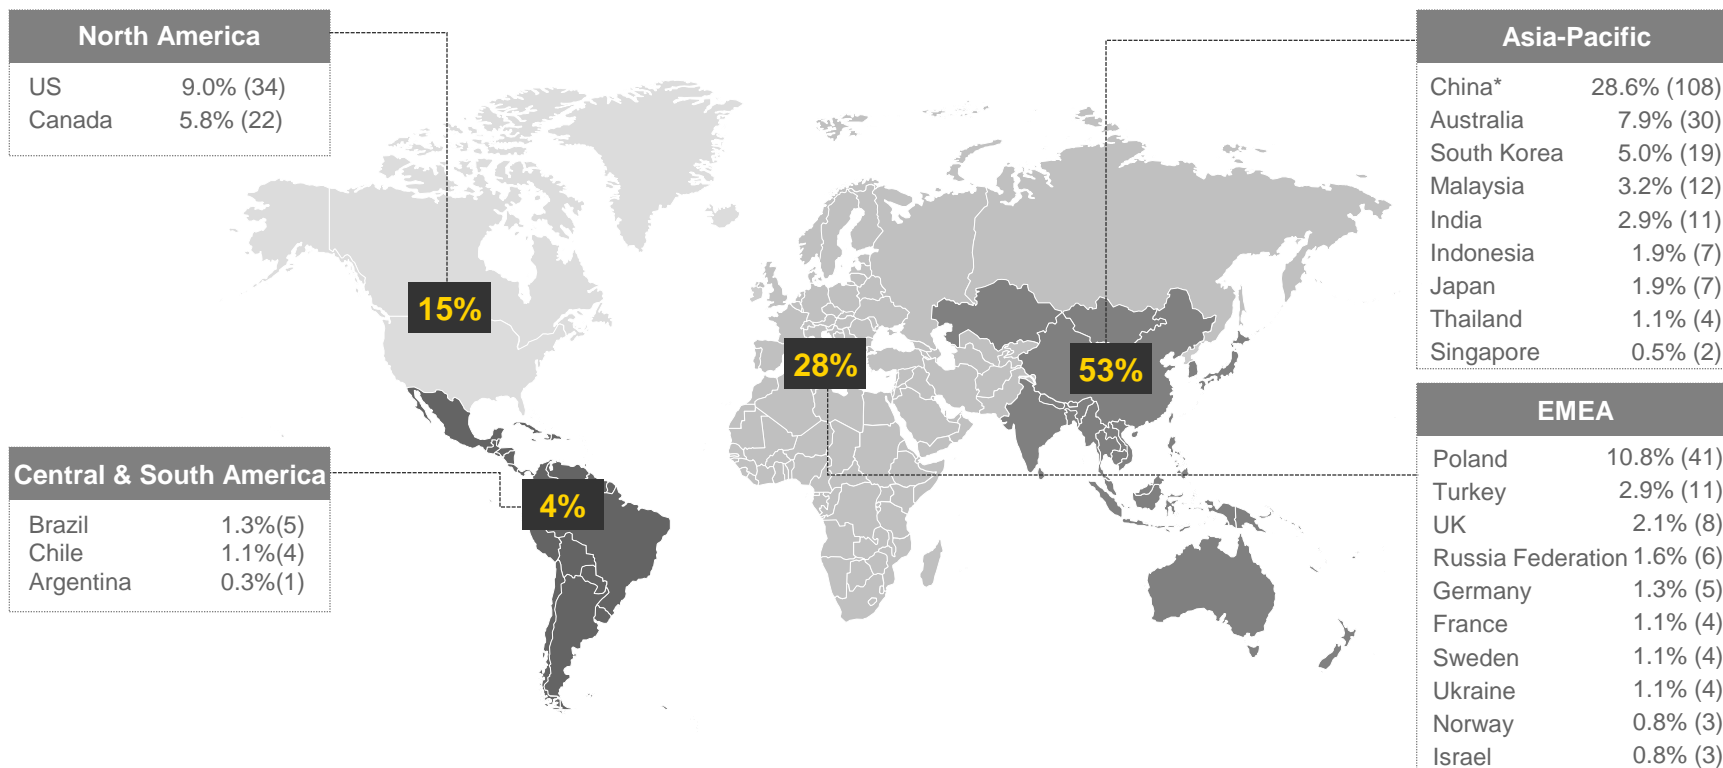 North America
US 9.0% (34)
Canada 5.8% (22)
15%
Central & South America
Brazil 1.3%(5)
Chile 1.1%(4)
Argentina 0.3%(1)
4%
28%
53%
Asia-Pacific
China* 28.6% (108)
Australia 7.9% (30)
South Korea 5.0% (19)
Malaysia 3.2% (12)
India 2.9% (11)
Indonesia 1.9% (7)
Japan 1.9% (7)
Thailand 1.1% (4)
Singapore 0.5% (2)
EMEA
Poland 10.8% (41)
Turkey 2.9% (11)
UK 2.1% (8)
Russia Federation 1.6% (6)
Germany 1.3% (5)
France 1.1% (4)
Sweden 1.1% (4)
Ukraine 1.1% (4)
Norway 0.8% (3)
Israel 0.8% (3)